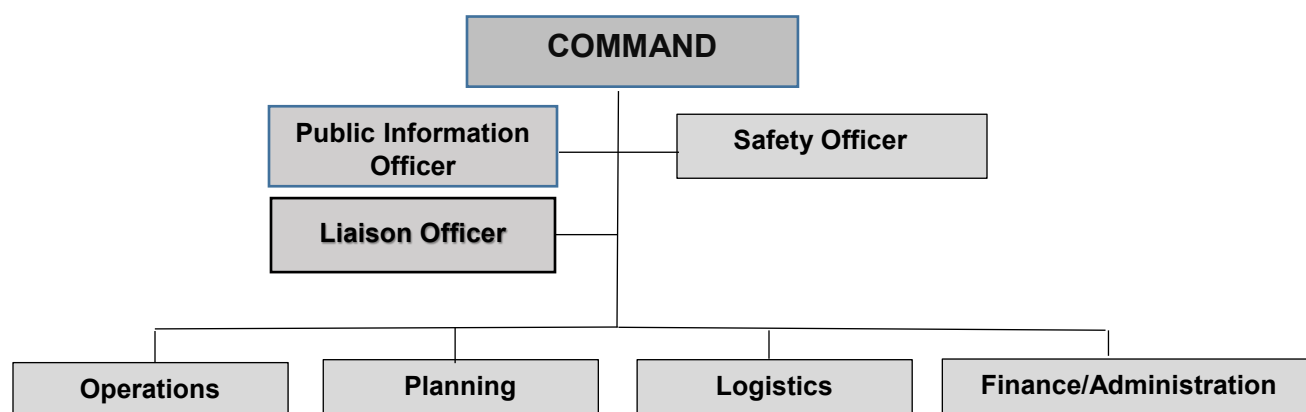 COMMAND
Public Information
Officer
Safety Officer
Liaison Officer
Operations
Planning
Logistics
Finance/Administration